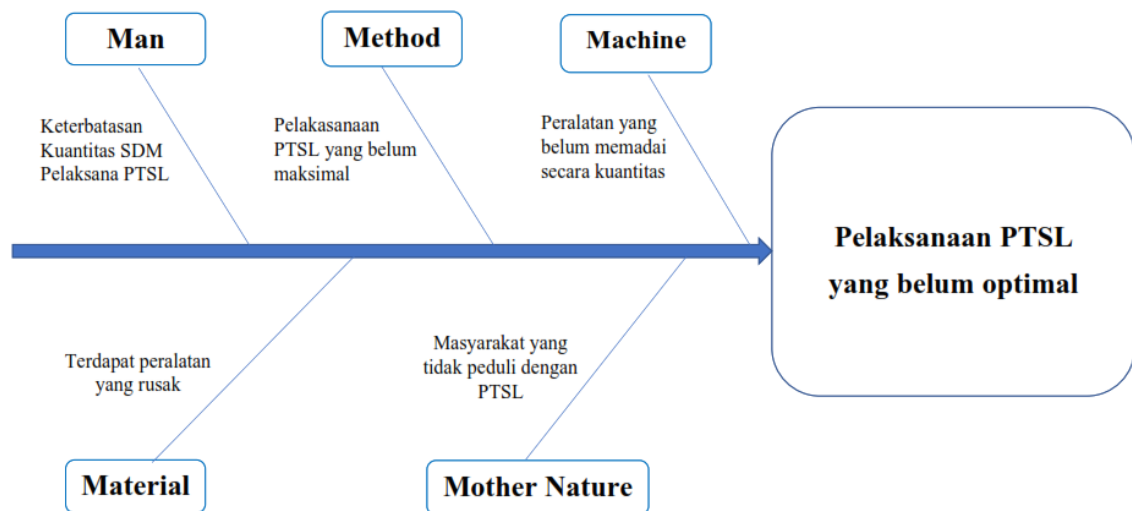 Man
Method
Machine
Keterbatasan
Kuantitas SDM
Pelaksana PTSL
Pelakasanaan
PTSL yang belum
maksimal
Peralatan yang
belum memadai
secara kuantitas
Pelaksanaan PTSL
yang belum optimal
Terdapat peralatan
yang rusak
Masyarakat yang
tidak peduli dengan
PTSL
Material
Mother Nature